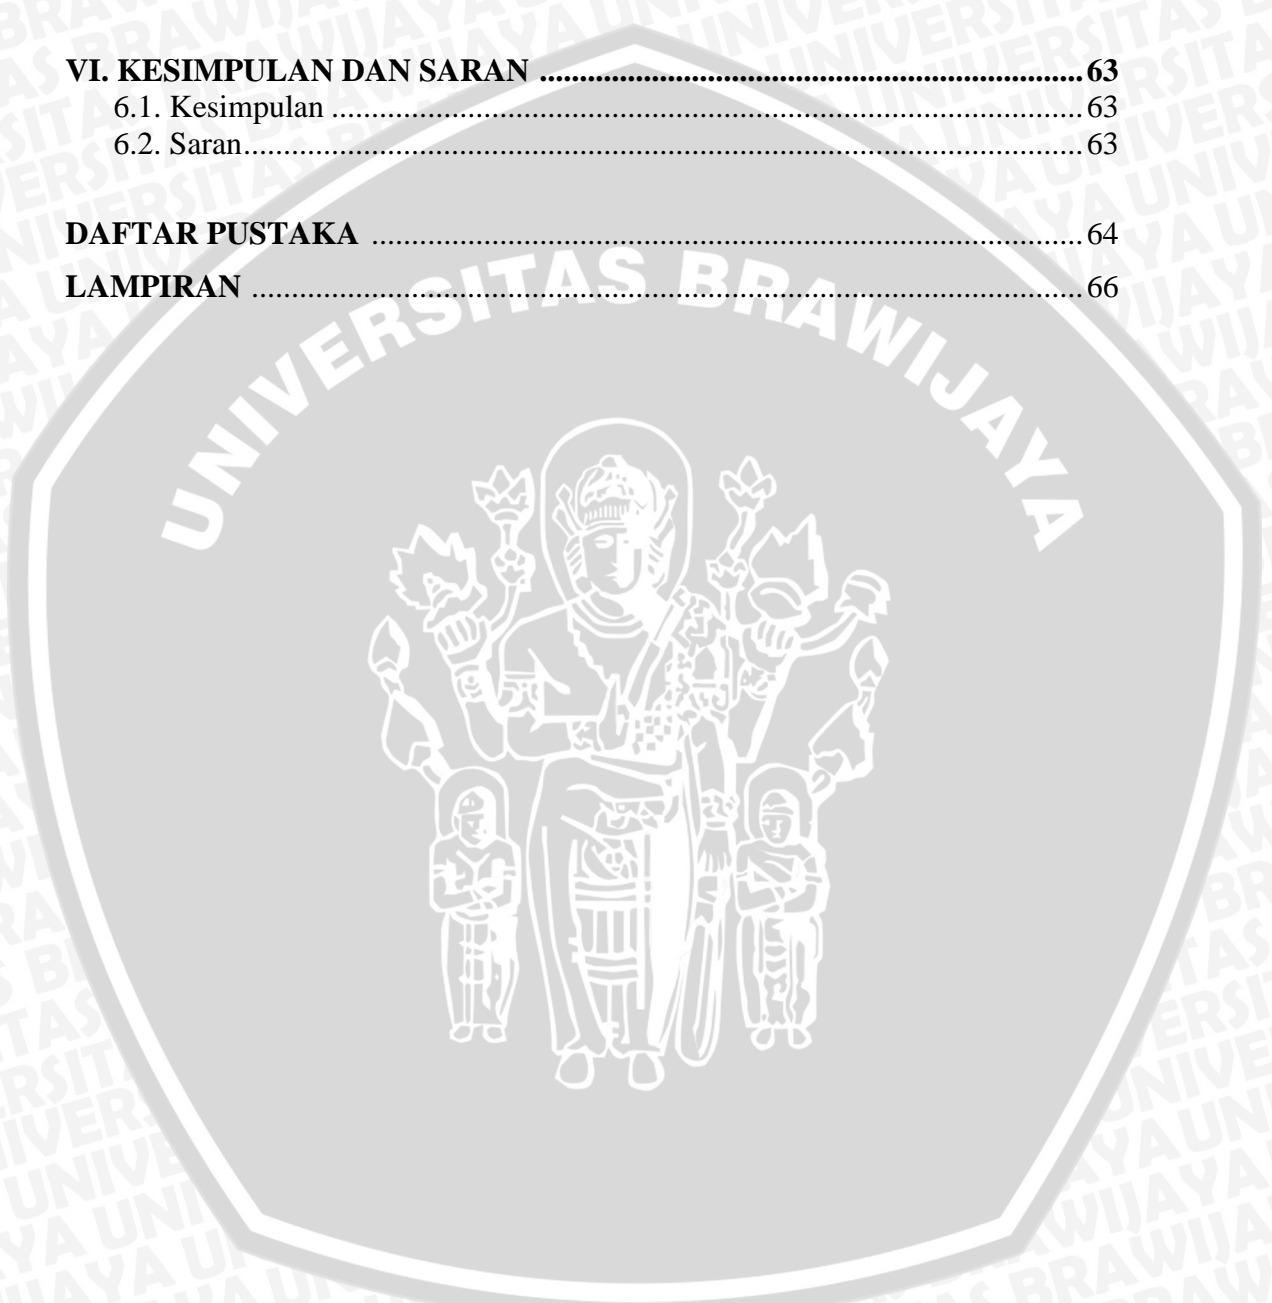 VI. KESIMPULAN DAN SARAN ........................................................................ 63
6.1. Kesimpulan ................................................................................................ 63
6.2. Saran........................................................................................................... 63
DAFTAR PUSTAKA ........................................................................................... 64
LAMPIRAN .......................................................................................................... 66
UNIVERSITAS BRAWIJAYA